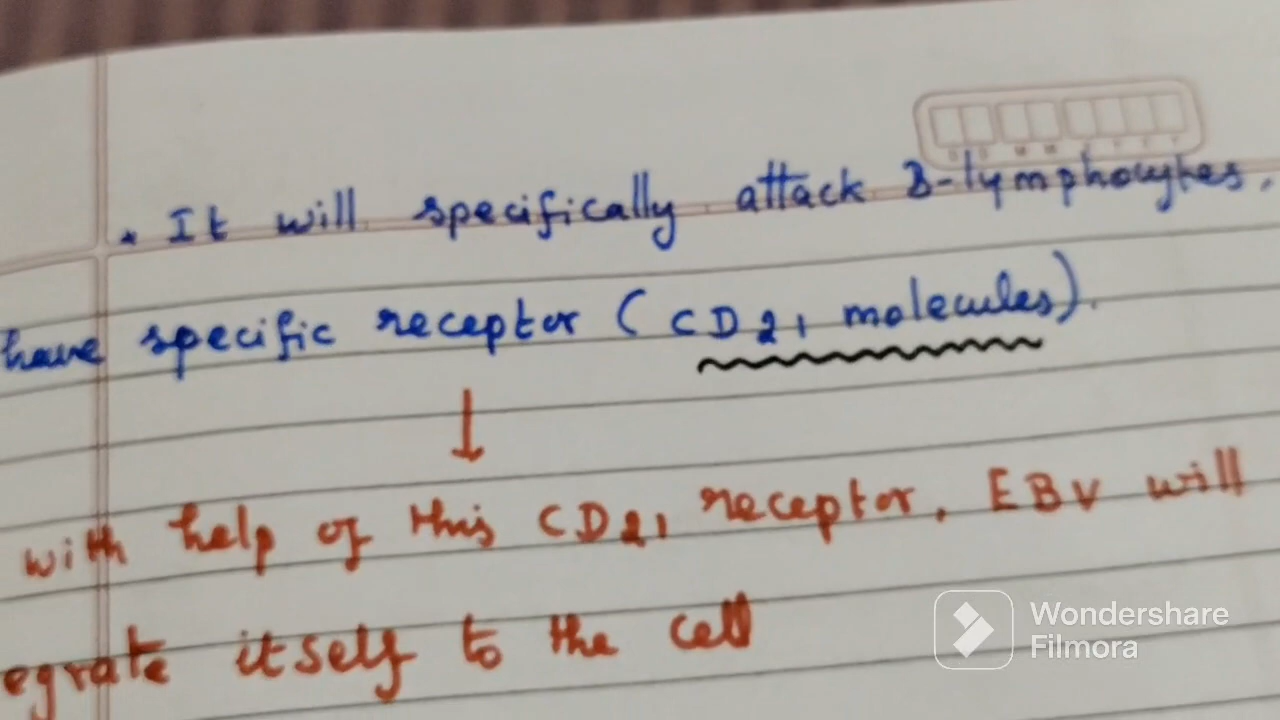 • It will specifically attack B-lymphocytes.
have specific receptor (CD21 molecules).
↓
with help of this CD21 receptor, EBV will
egrate itself to the cell
Wondershare
Filmora